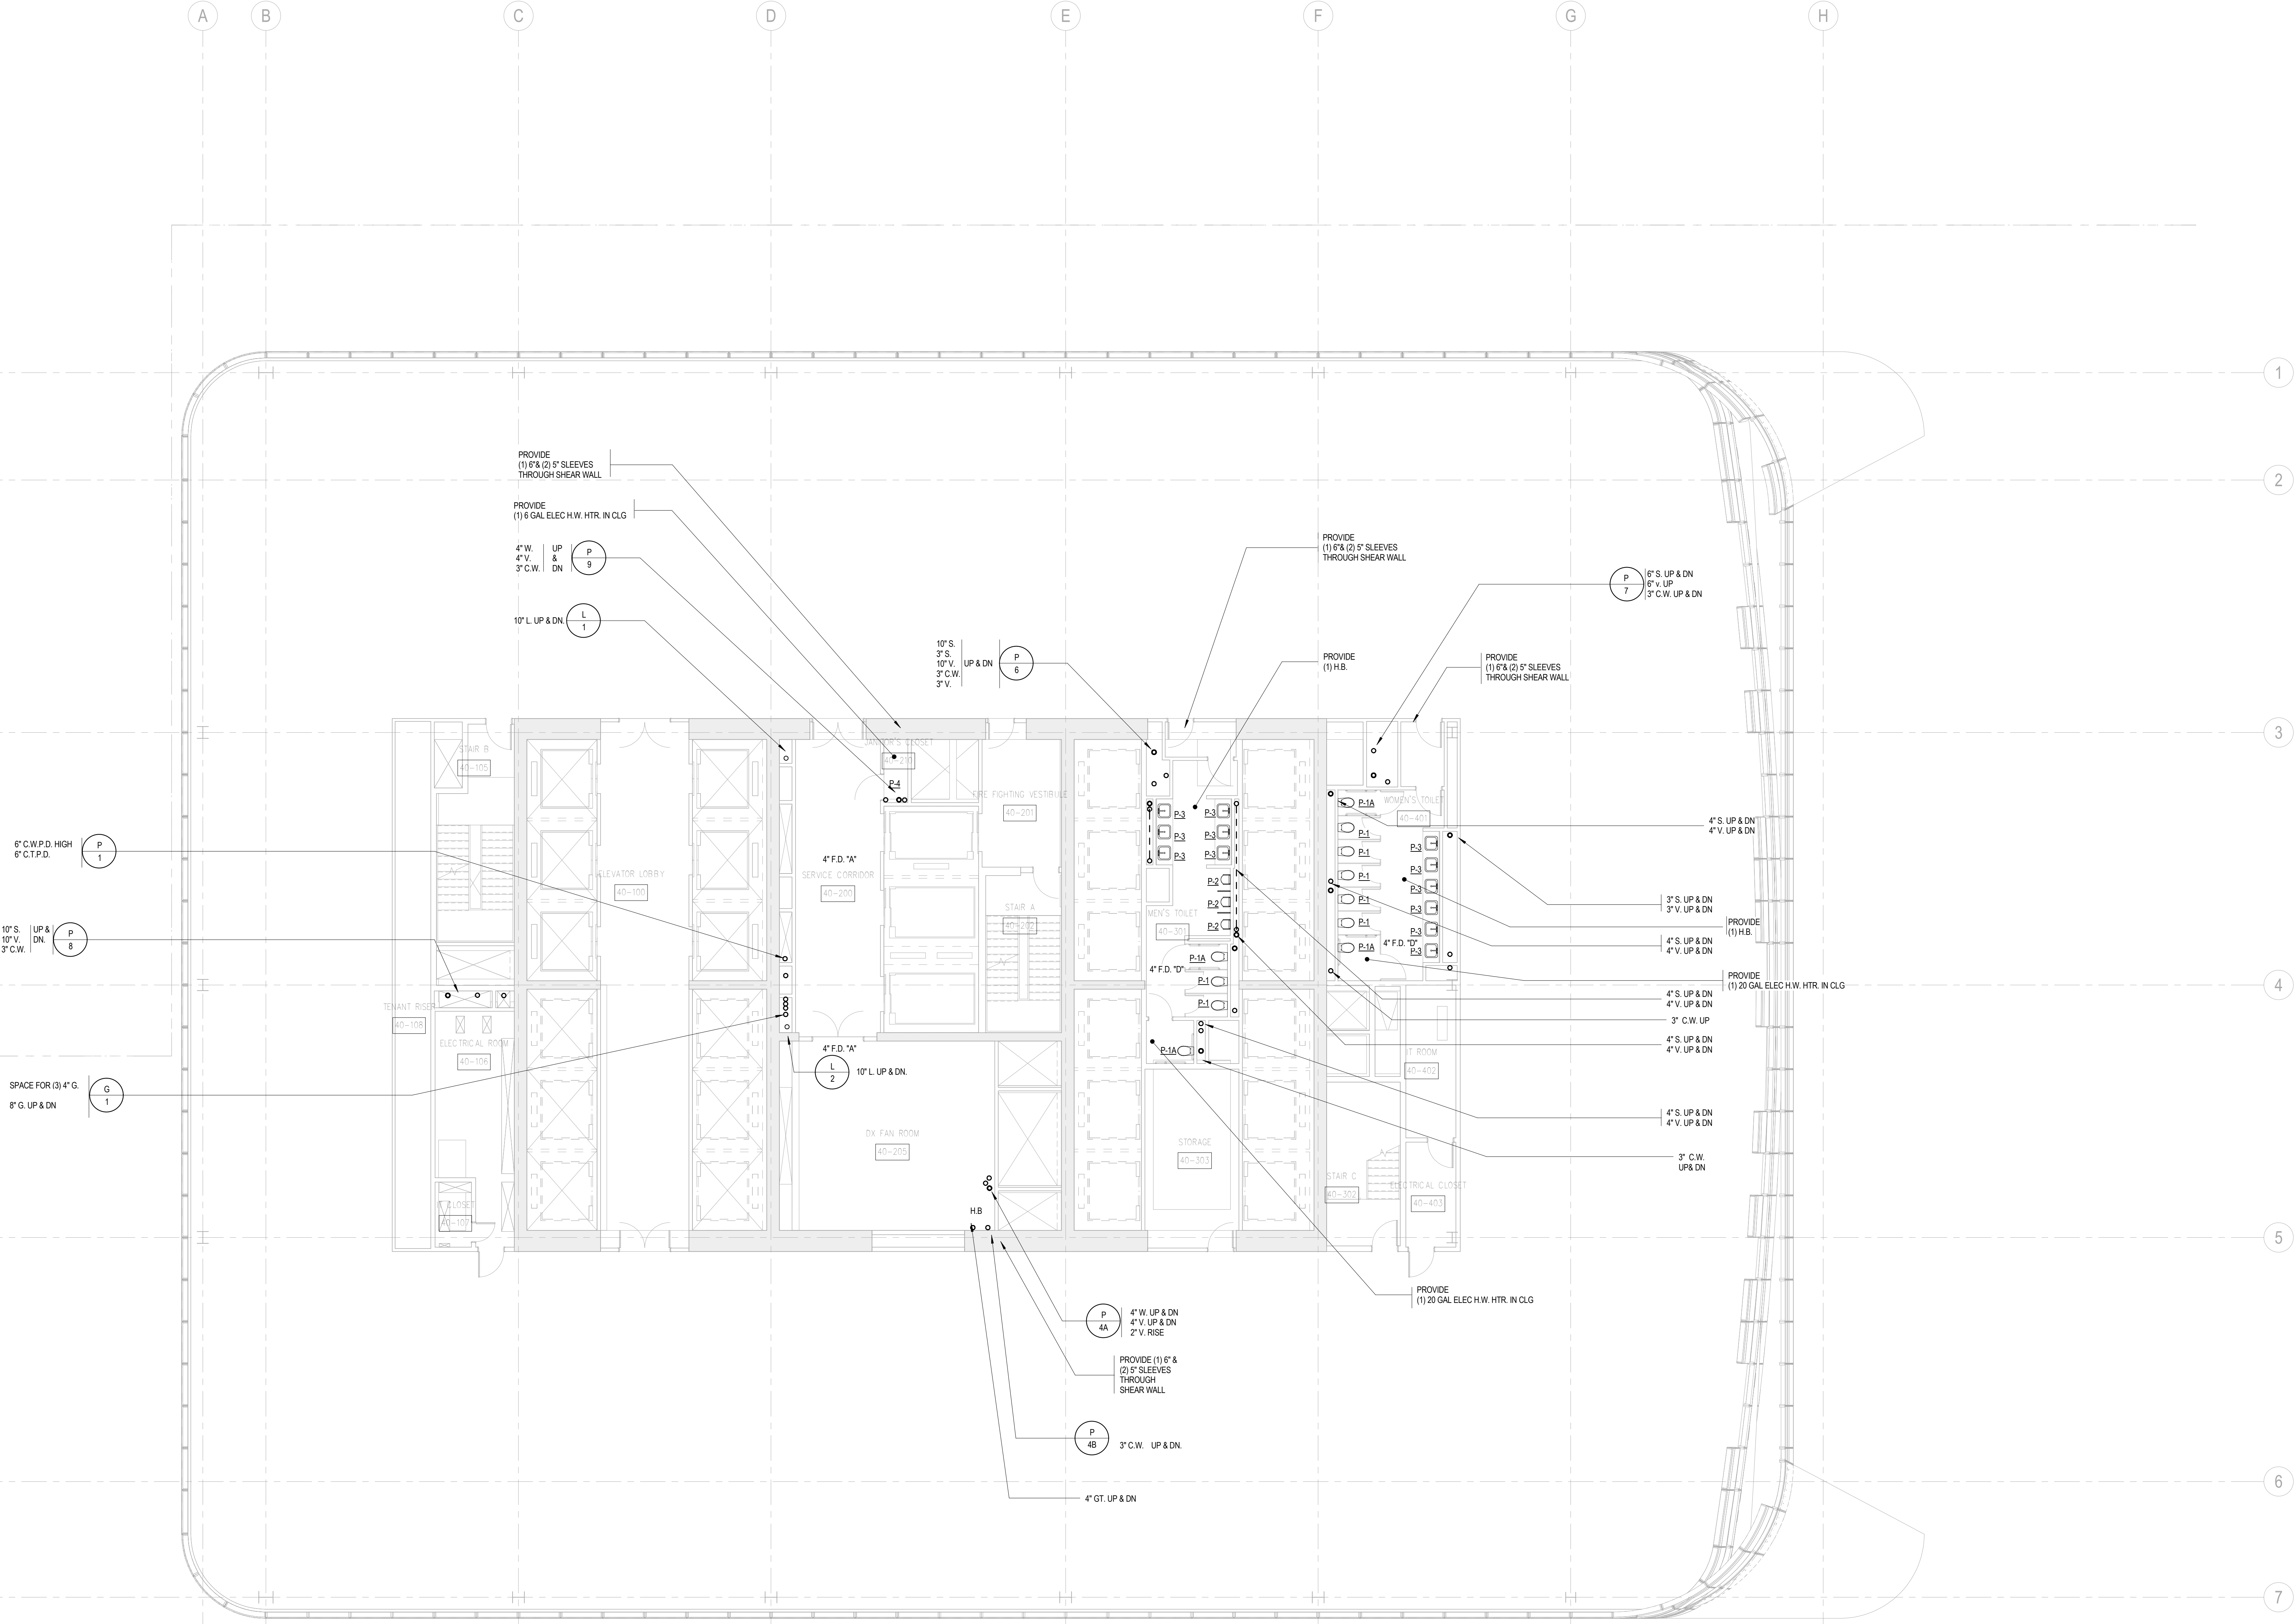 A
B
C
D
E
F
G
H
1
2
3
4
5
6
7
PROVIDE
(1) 6"& (2) 5" SLEEVES
THROUGH SHEAR WALL
PROVIDE
(1) 6 GAL ELEC H.W. HTR. IN CLG
4" W.
4" V.
3" C.W.
UP
&
DN
P
9
10" L. UP & DN.
L
1
10" S.
3" S.
10" V.
3" C.W.
3" V.
UP & DN
P
6
PROVIDE
(1) 6"& (2) 5" SLEEVES
THROUGH SHEAR WALL
PROVIDE
(1) H.B.
P
7
6" S. UP & DN
6" v. UP
3" C.W. UP & DN
PROVIDE
(1) 6"& (2) 5" SLEEVES
THROUGH SHEAR WALL
6" C.W.P.D. HIGH
6" C.T.P.D.
P
1
10" S.
10" V.
3" C.W.
UP &
DN.
P
8
SPACE FOR (3) 4" G.
8" G. UP & DN
G
1
STAIR B
40-105
ELEVATOR LOBBY
40-100
TENANT RISER
40-108
ELECTRICAL ROOM
40-106
IT CLOSET
40-107
JANITOR'S CLOSET
40-210
P-4
FIRE FIGHTING VESTIBULE
40-201
4" F.D. "A"
SERVICE CORRIDOR
40-200
STAIR A
40-202
4" F.D. "A"
L
2
10" L. UP & DN.
DX FAN ROOM
40-205
H.B
P-3
P-3
P-3
P-3
P-3
P-3
P-2
P-2
P-2
MEN'S TOILET
40-301
P-1A
4" F.D. "D"
P-1
P-1
P-1A
STORAGE
40-303
WOMEN'S TOILET
40-401
P-1A
P-1
P-1
P-1
P-1
P-1
P-1A
P-3
P-3
P-3
P-3
P-3
P-3
4" F.D. "D"
IT ROOM
40-402
STAIR C
40-302
ELECTRICAL CLOSET
40-403
4" S. UP & DN
4" V. UP & DN
3" S. UP & DN
3" V. UP & DN
PROVIDE
(1) H.B.
4" S. UP & DN
4" V. UP & DN
PROVIDE
(1) 20 GAL ELEC H.W. HTR. IN CLG
4" S. UP & DN
4" V. UP & DN
3" C.W. UP
4" S. UP & DN
4" V. UP & DN
4" S. UP & DN
4" V. UP & DN
3" C.W.
UP& DN
PROVIDE
(1) 20 GAL ELEC H.W. HTR. IN CLG
P
4A
4" W. UP & DN
4" V. UP & DN
2" V. RISE
PROVIDE (1) 6" &
(2) 5" SLEEVES
THROUGH
SHEAR WALL
P
4B
3" C.W. UP & DN.
4" GT. UP & DN